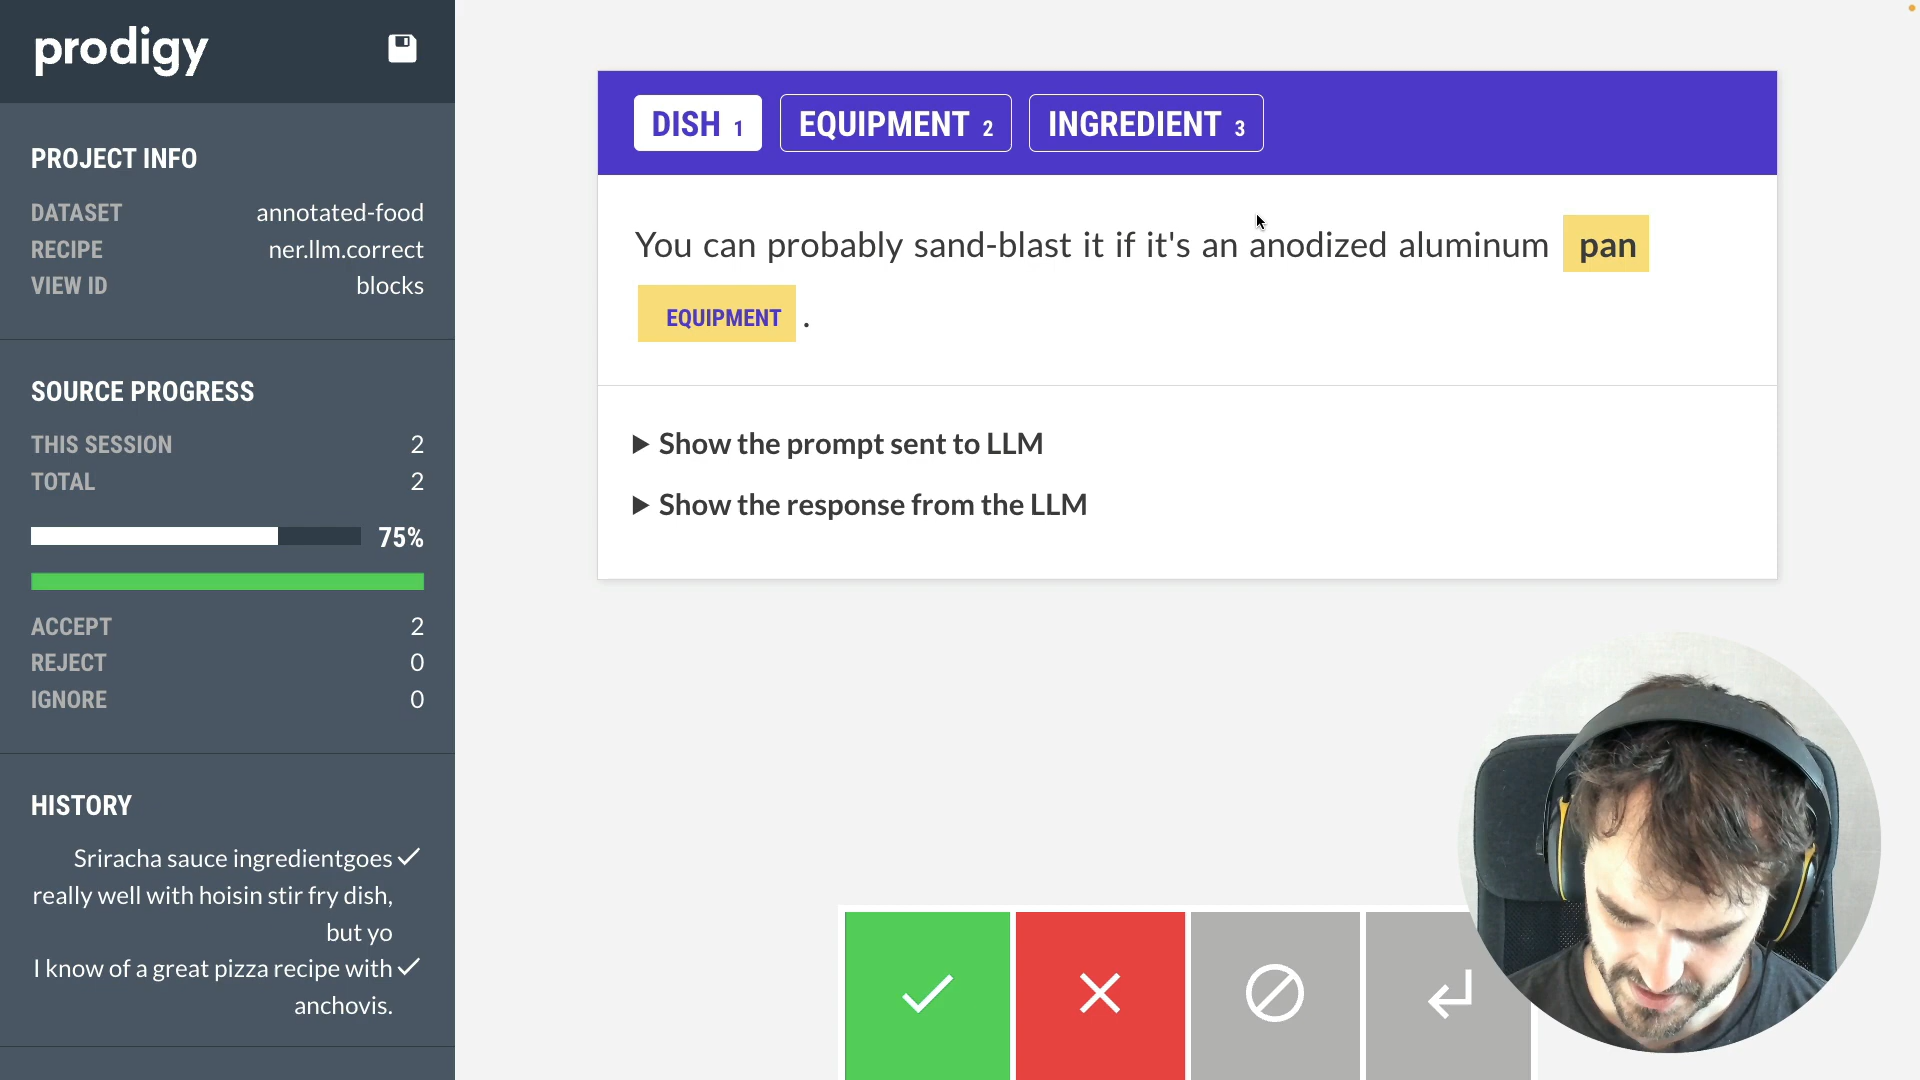 prodigy
PROJECT INFO
DATASET annotated-food
RECIPE ner.llm.correct
VIEW ID blocks
SOURCE PROGRESS
THIS SESSION 2
TOTAL 2
75%
ACCEPT 2
REJECT 0
IGNORE 0
HISTORY
Sriracha sauce ingredientgoes
really well with hoisin stir fry dish,
but yo
I know of a great pizza recipe with
anchovis.
DISH 1 EQUIPMENT 2 INGREDIENT 3
You can probably sand-blast it if it's an anodized aluminum pan
EQUIPMENT .
Show the prompt sent to LLM
Show the response from the LLM